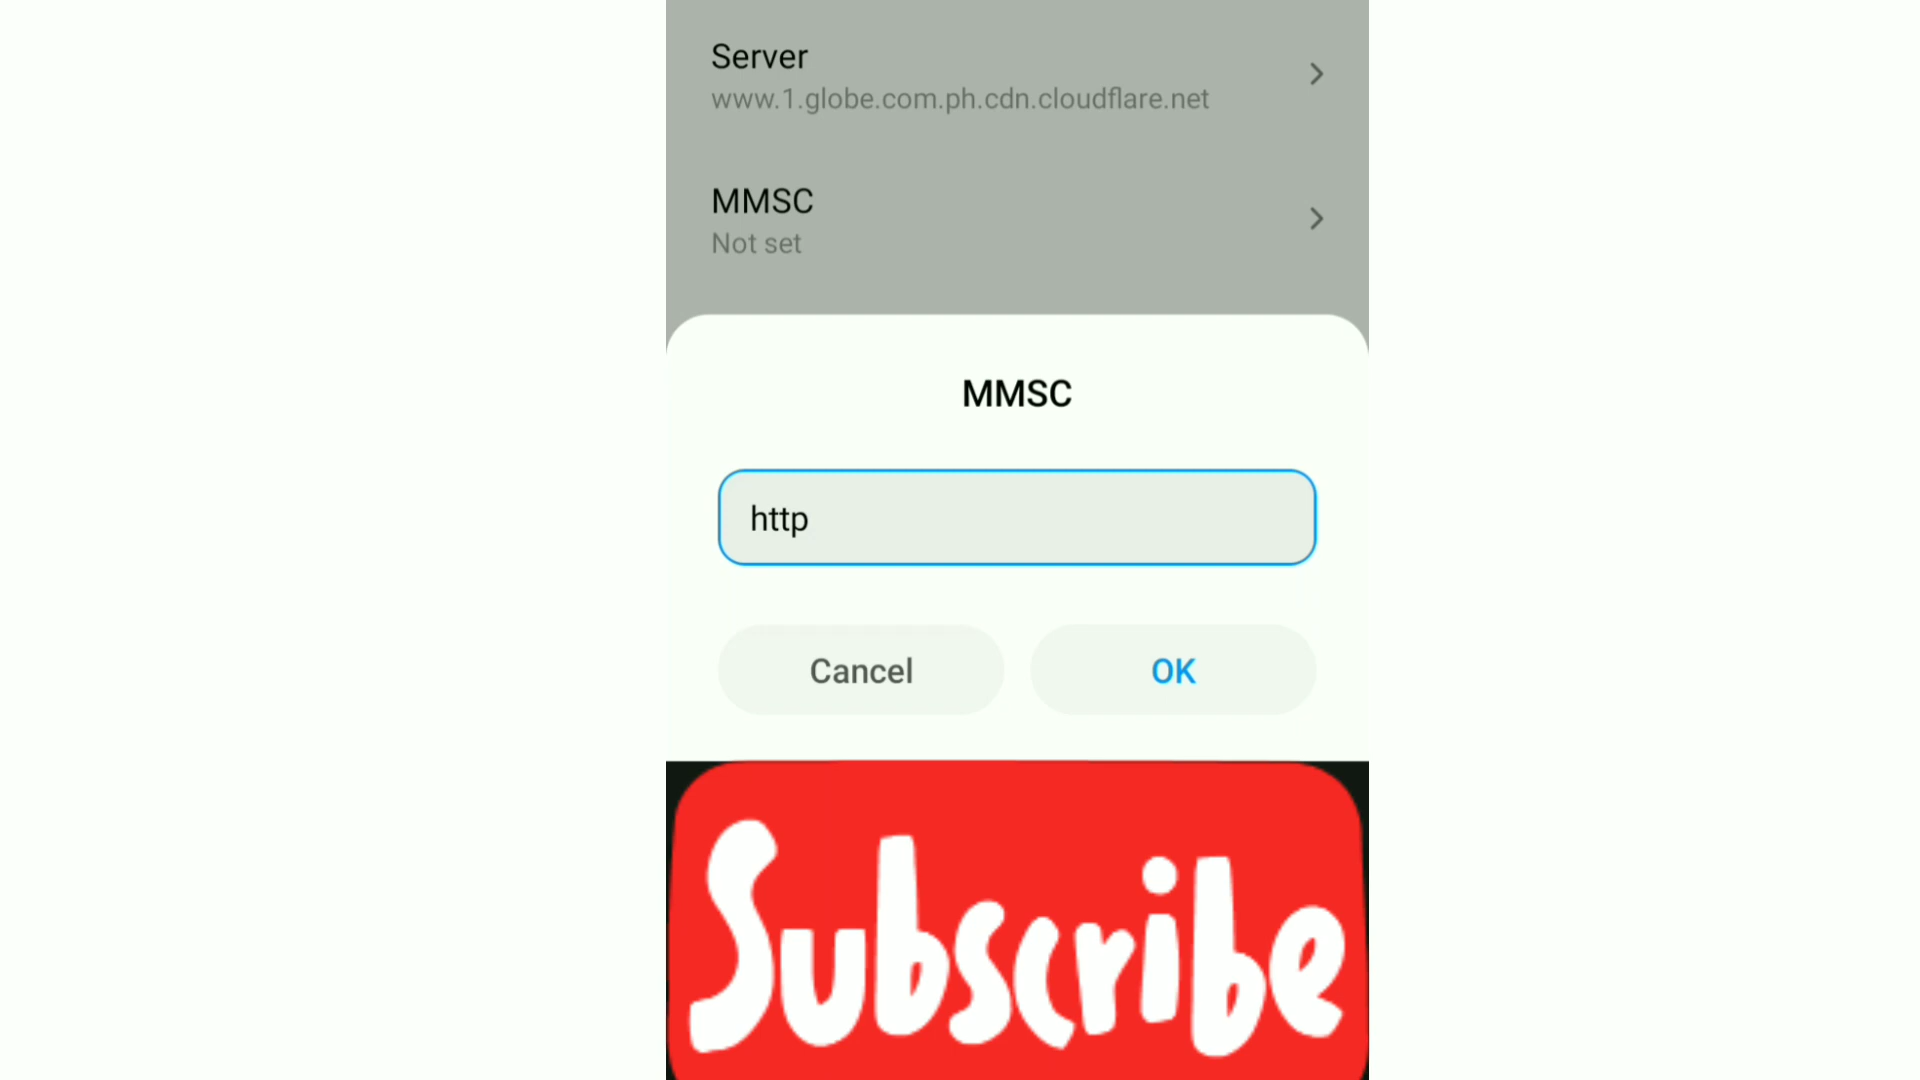 Server
www.1.globe.com.ph.cdn.cloudflare.net
MMSC
Not set
MMSC
http
Cancel
OK
Subscribe